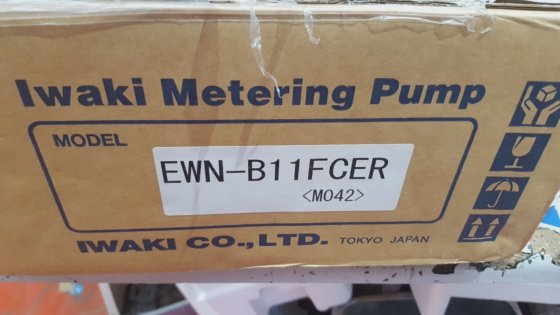 Iwaki Metering Pump
MODEL
EWN-B11FCER
<M042>
IWAKI CO.,LTD. TOKYO JAPAN